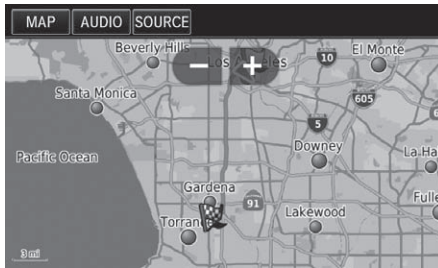 MAP AUDIO SOURCE
Beverly Hills
Los Angeles
10
El Monte
Santa Monica
605
5
Downey
La Ha
Pacific Ocean
Gardena
91
Fulle
Lakewood
Torran
3 mi